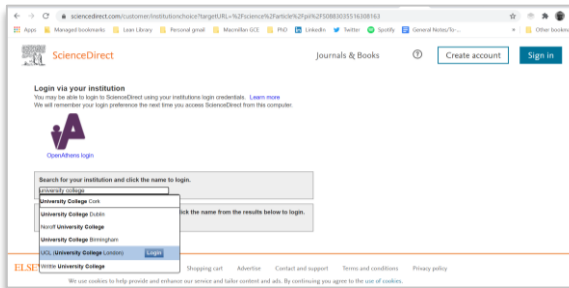 sciencedirect.com/customer/institutionchoice?targetURL=%2Fscience%2Farticle%2Fpii%2FS0883035516308163
Apps Managed bookmarks Lean Library Personal gmail Macmillan GCE PhD LinkedIn Twitter Spotify General Notes/To-... Other bookma
ScienceDirect
Journals & Books
Create account
Sign in
Login via your institution
You may be able to login to ScienceDirect using your institutions login credentials. Learn more
We will remember your login preference the next time you access ScienceDirect from this computer.
OpenAthens login
Search for your institution and click the name to login.
university college
University College Cork
University College Dublin
ick the name from the results below to login.
Noroff University College
University College Birmingham
UCL (University College London) Login
Writtle University College
ELSE
Shopping cart Advertise Contact and support Terms and conditions Privacy policy
We use cookies to help provide and enhance our service and tailor content and ads. By continuing you agree to the use of cookies.